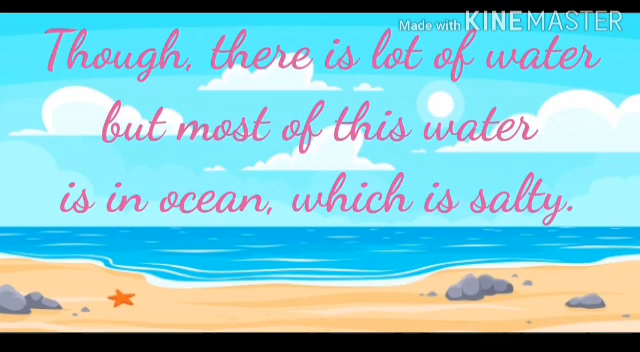 Made with KINEMASTER
Though, there is lot of water
but most of this water
is in ocean, which is salty.